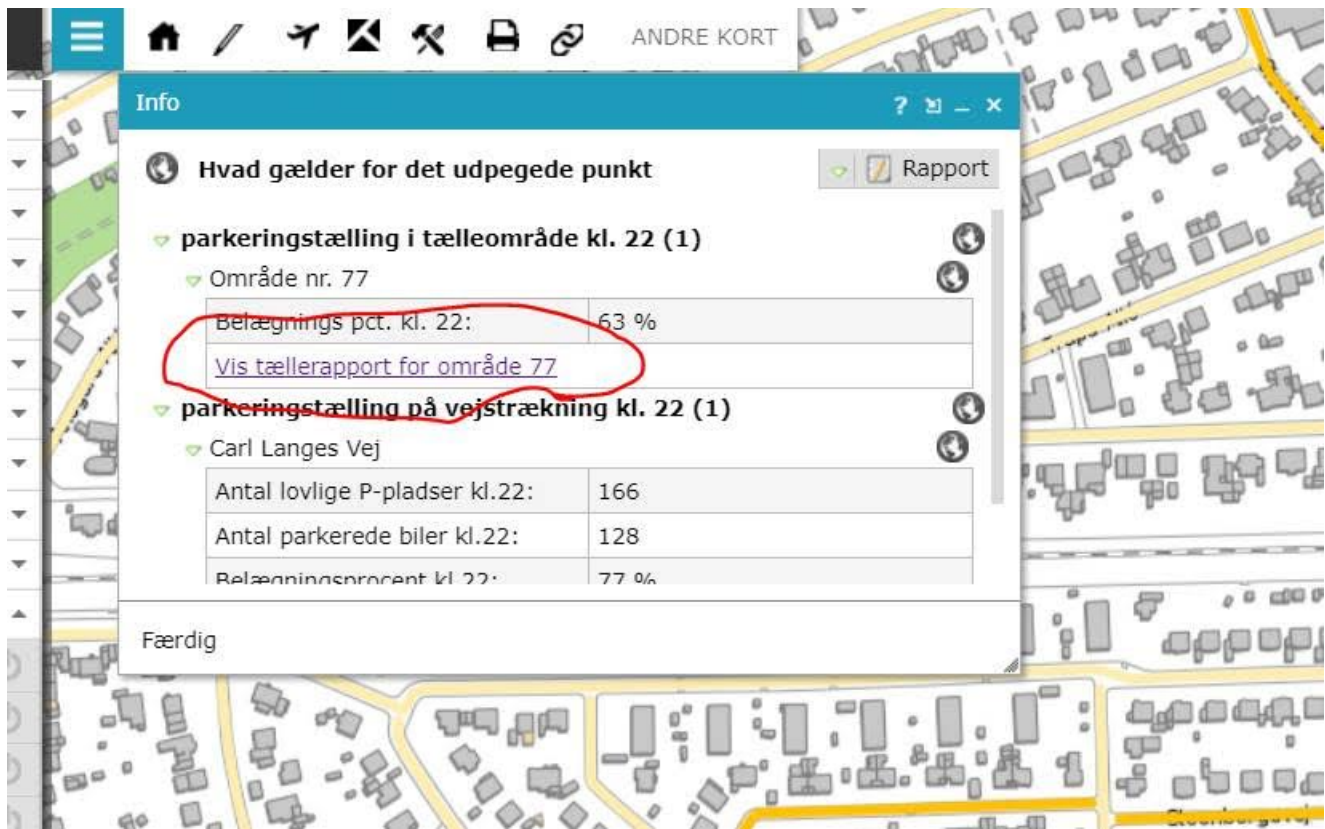 ANDRE KORT
Info
Hvad gælder for det udpegede punkt
Rapport
parkeringstælling i tælleområde kl. 22 (1)
Område nr. 77
Belægnings pct. kl. 22: 63 %
Vis tællerapport for område 77
parkeringstælling på vejstrækning kl. 22 (1)
Carl Langes Vej
Antal lovlige P-pladser kl.22: 166
Antal parkerede biler kl.22: 128
Belægningsprocent kl.22: 77 %
Færdig